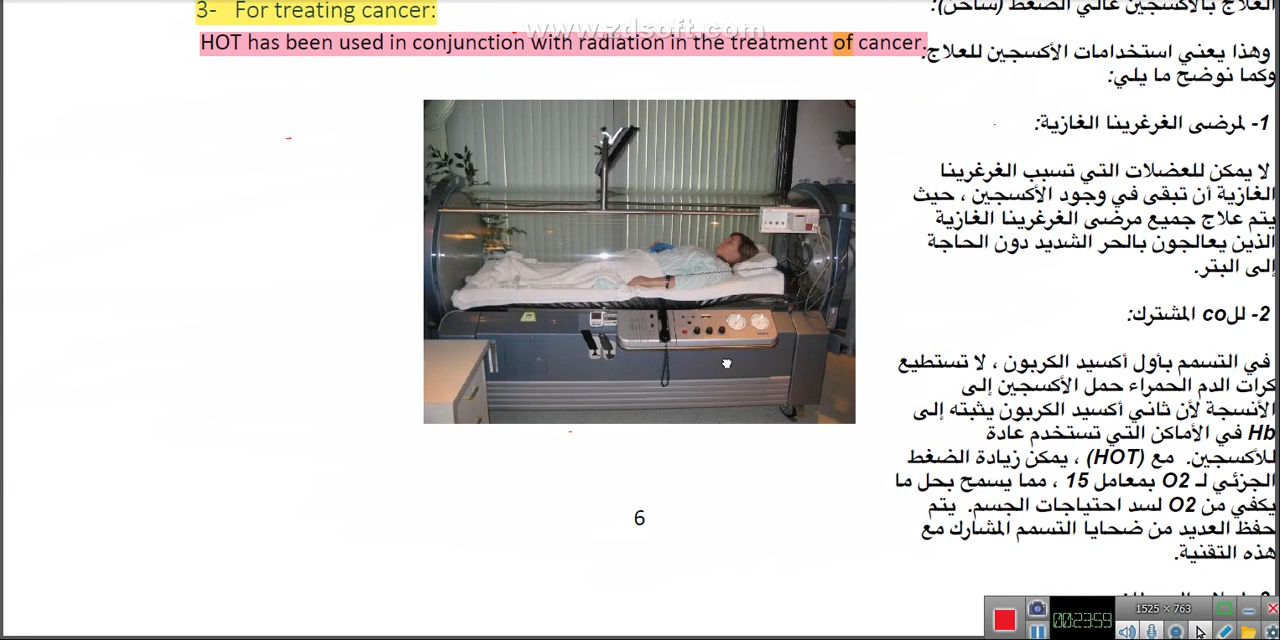 3- For treating cancer:
www.zdsoft.com
HOT has been used in conjunction with radiation in the treatment of cancer.
6
العلاج بالأكسجين عالي الضغط (ساخن):
وهذا يعني استخدامات الأكسجين للعلاج.
وكما نوضح ما يلي:
1- لمرضى الغرغرينا الغازية:
لا يمكن للعضلات التي تسبب الغرغرينا
الغازية أن تبقى في وجود الأكسجين ، حيث
يتم علاج جميع مرضى الغرغرينا الغازية
الذين يعالجون بالحر الشديد دون الحاجة
إلى البتر.
2- للco المشترك:
في التسمم بأول أكسيد الكربون ، لا تستطيع
كرات الدم الحمراء حمل الأكسجين إلى
الأنسجة لأن ثاني أكسيد الكربون يثبته إلى
Hb في الأماكن التي تستخدم عادة
للأكسجين. مع (HOT) ، يمكن زيادة الضغط
الجزئي لـ O2 بمعامل 15 ، مما يسمح بحل ما
يكفي من O2 لسد احتياجات الجسم. يتم
حفظ العديد من ضحايا التسمم المشارك مع
هذه التقنية.
1525 × 763
00:23:59